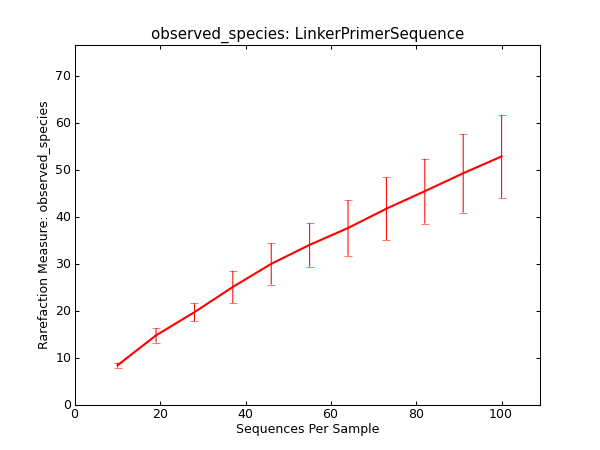 observed_species: LinkerPrimerSequence
Rarefaction Measure: observed_species
70
60
50
40
30
20
10
0
0 20 40 60 80 100
Sequences Per Sample